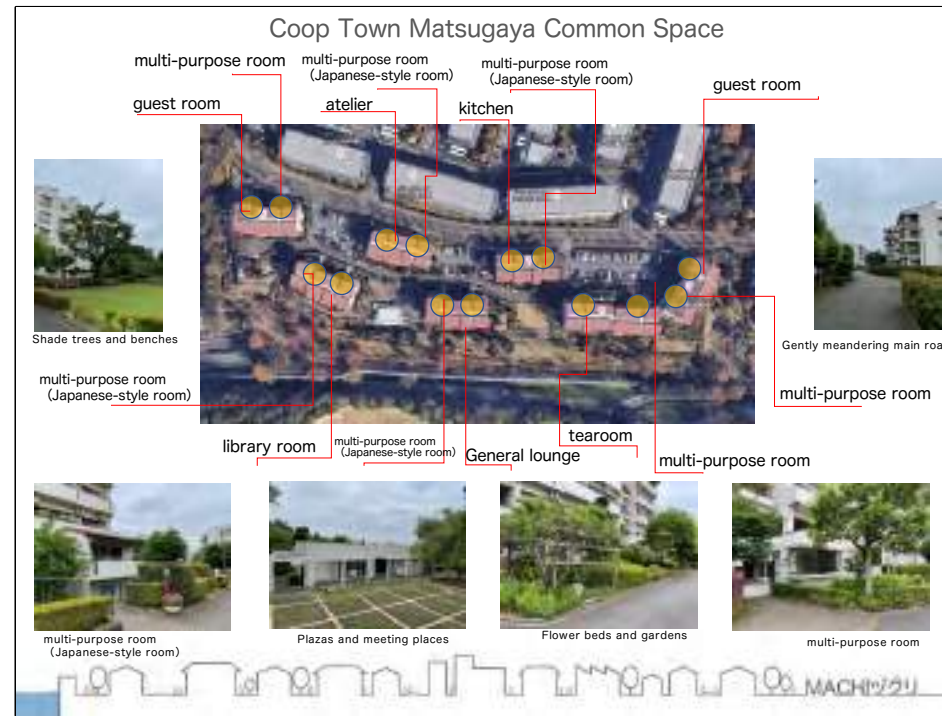 Coop Town Matsugaya Common Space
multi-purpose room
multi-purpose room
(Japanese-style room)
multi-purpose room
(Japanese-style room)
guest room
guest room
atelier
kitchen
Shade trees and benches
Gently meandering main roa
multi-purpose room
(Japanese-style room)
multi-purpose room
library room
multi-purpose room
(Japanese-style room)
General lounge
tearoom
multi-purpose room
multi-purpose room
(Japanese-style room)
Plazas and meeting places
Flower beds and gardens
multi-purpose room
MACHIヅクリ